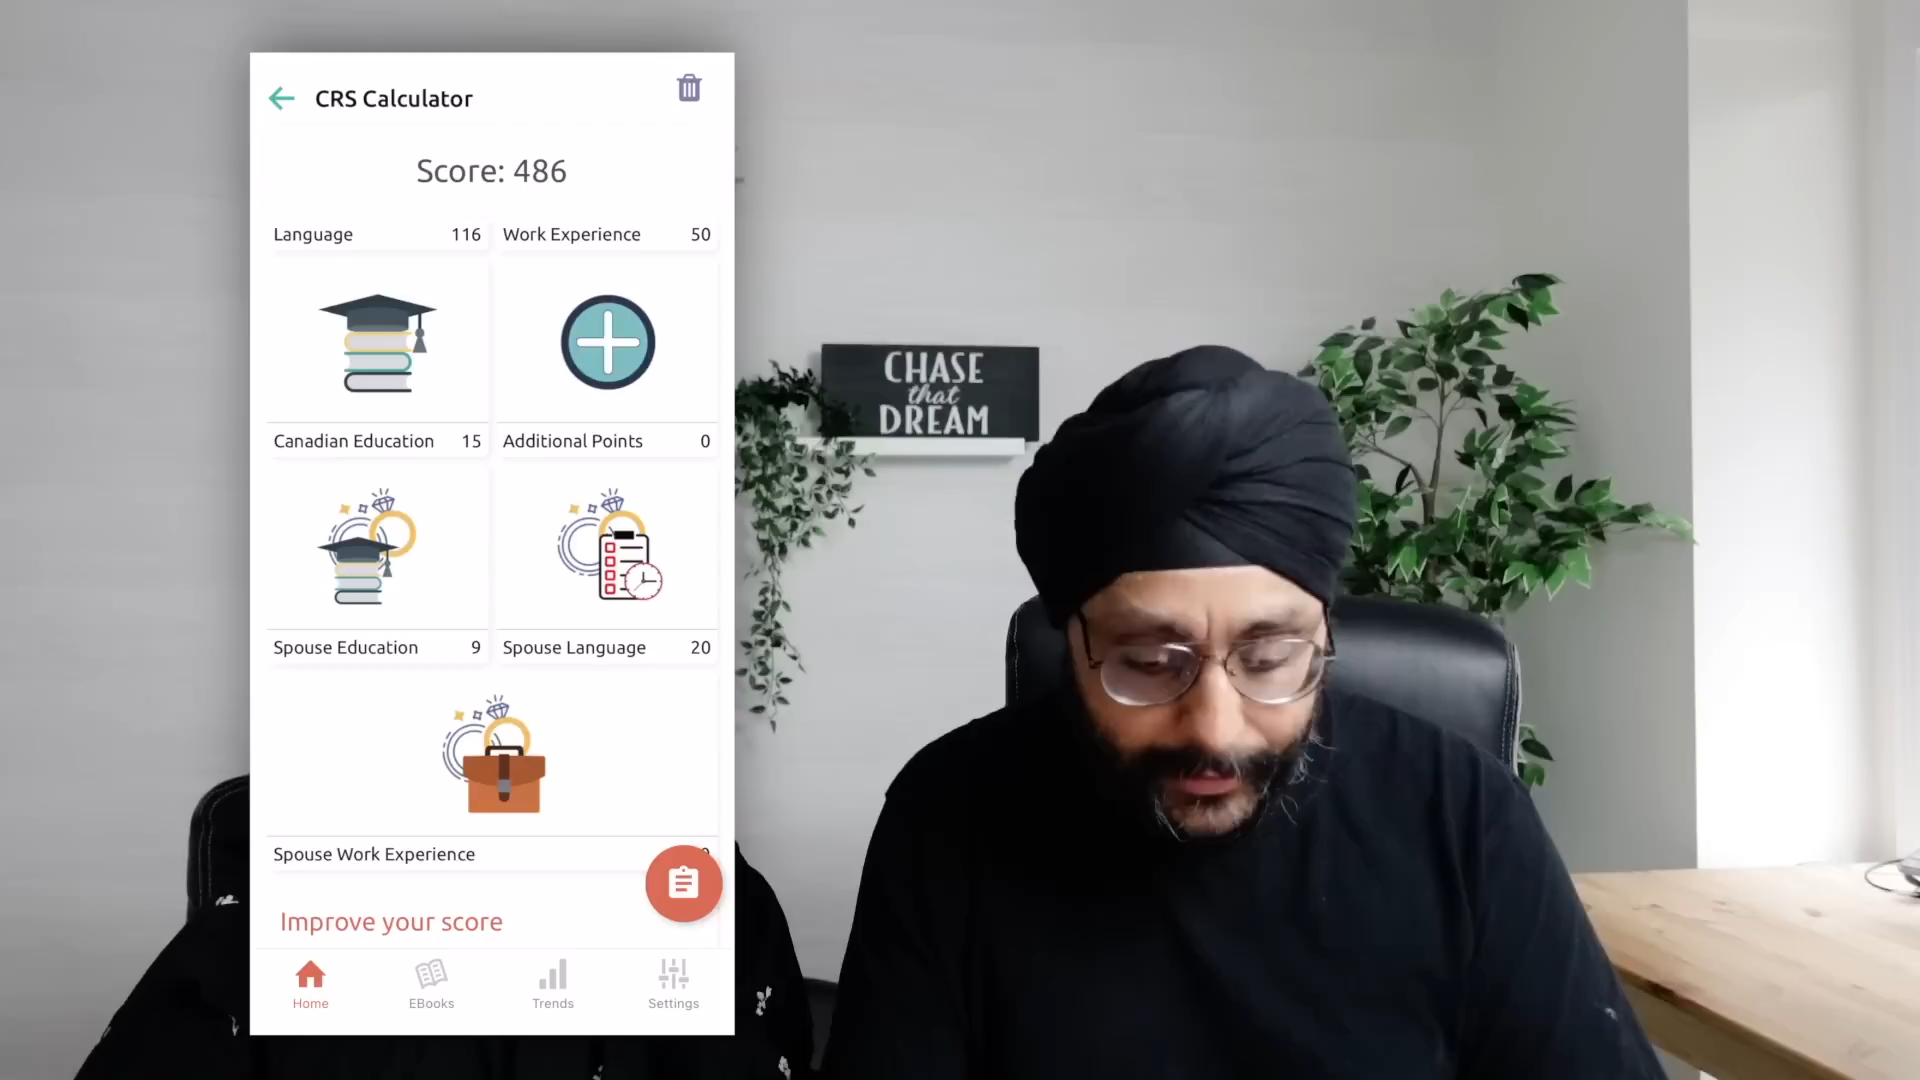 CRS Calculator
Score: 486
Language 116
Work Experience 50
Canadian Education 15
Additional Points 0
Spouse Education 9
Spouse Language 20
Spouse Work Experience
Improve your score
Home
EBooks
Trends
Settings
CHASE
that
DREAM